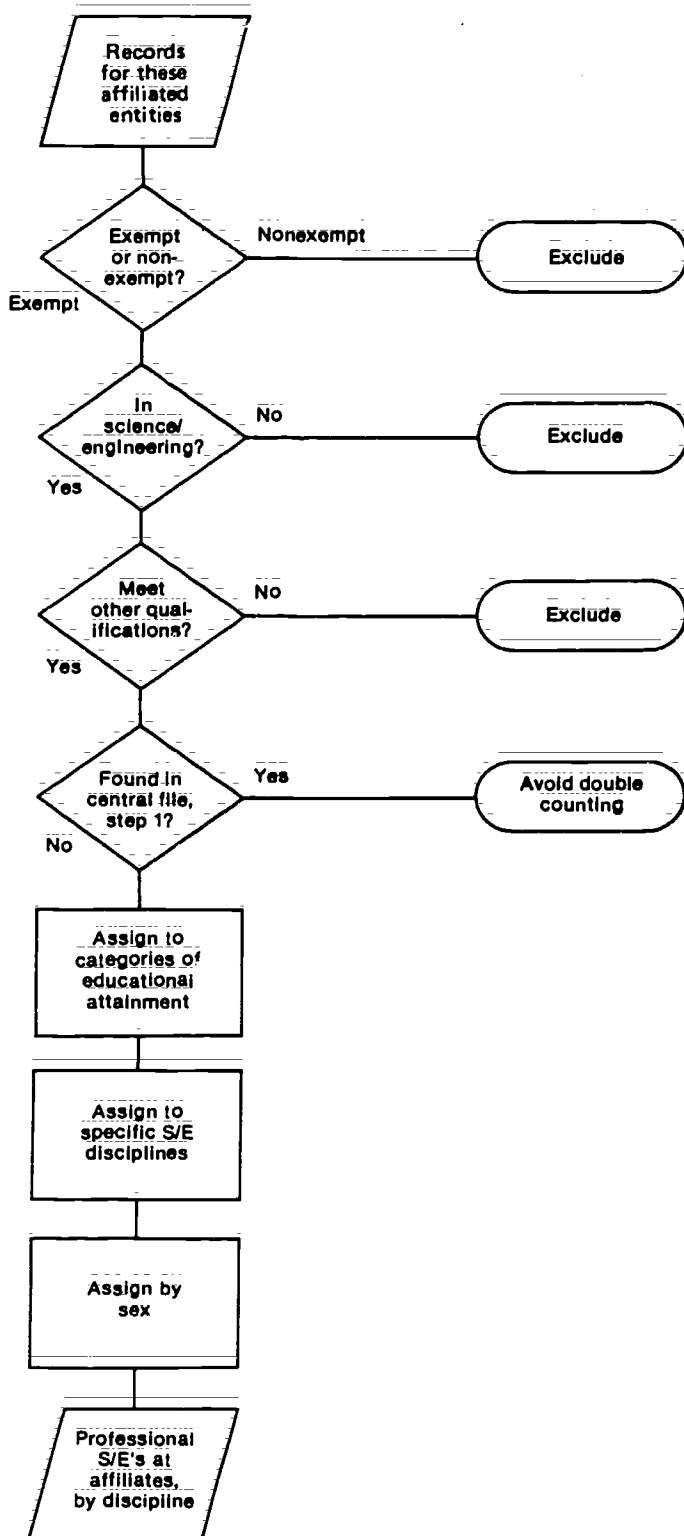 Records
for these
affiliated
entities
Exempt
or non-
exempt?
Nonexempt
Exclude
Exempt
In
science/
engineering?
No
Exclude
Yes
Meet
other qual-
ifications?
No
Exclude
Yes
Found in
central file,
step 1?
Yes
Avoid double
counting
No
Assign to
categories of
educational
attainment
Assign to
specific S/E
disciplines
Assign by
sex
Professional
S/E's at
affiliates,
by discipline